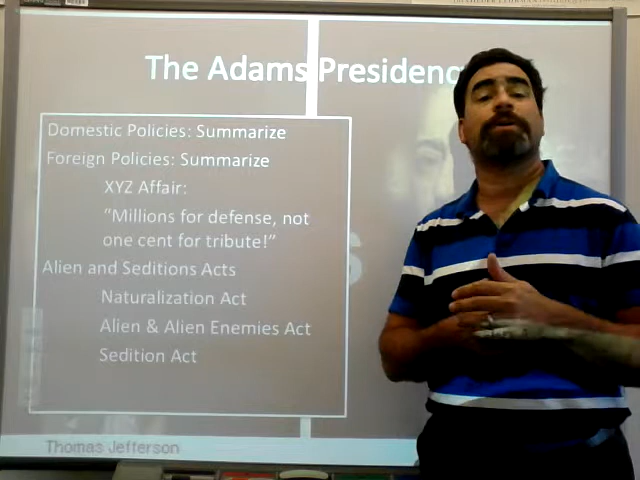 The Adams Presidency
Domestic Policies: Summarize
Foreign Policies: Summarize
XYZ Affair:
“Millions for defense, not
one cent for tribute!”
Alien and Seditions Acts
Naturalization Act
Alien & Alien Enemies Act
Sedition Act
Thomas Jefferson